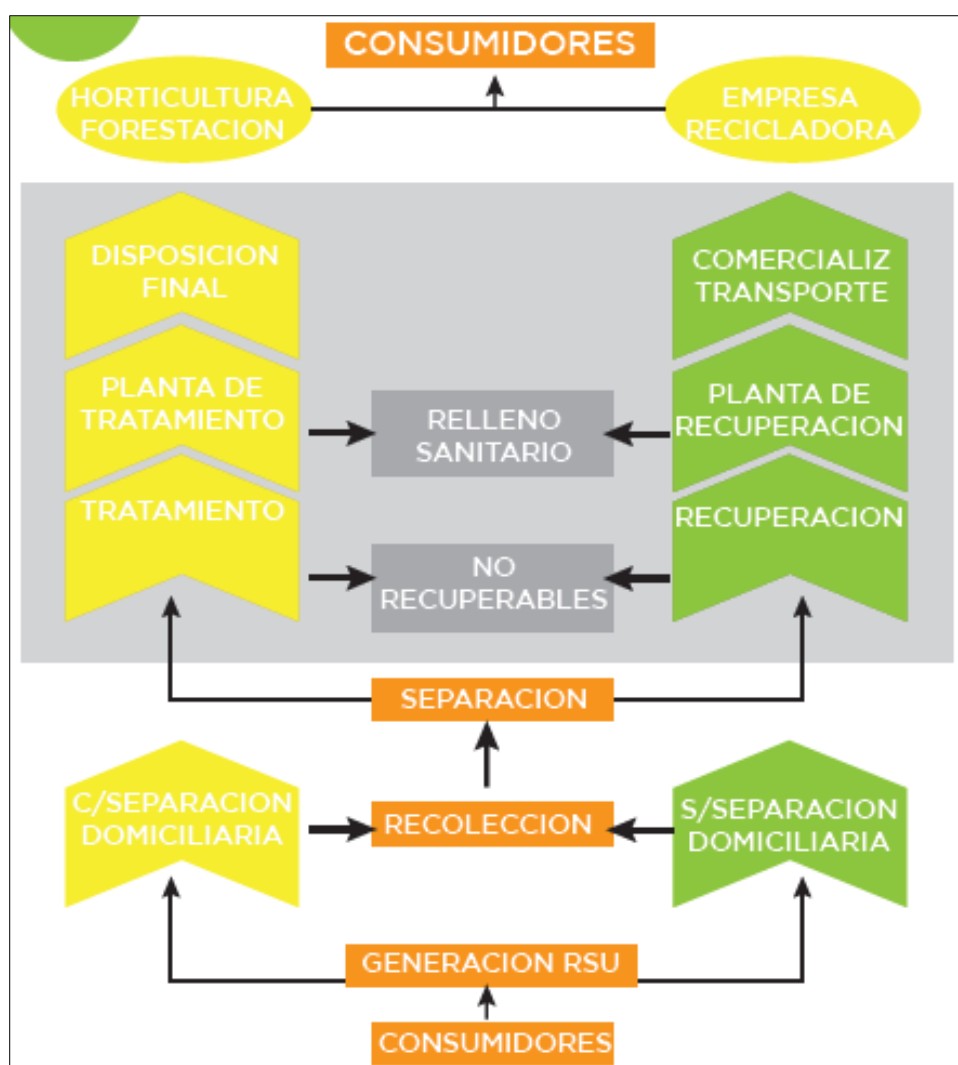 CONSUMIDORES
HORTICULTURA
FORESTACION
EMPRESA
RECICLADORA
DISPOSICION
FINAL
COMERCIALIZ
TRANSPORTE
PLANTA DE
TRATAMIENTO
RELLENO
SANITARIO
PLANTA DE
RECUPERACION
TRATAMIENTO
RECUPERACION
NO
RECUPERABLES
SEPARACION
C/SEPARACION
DOMICILIARIA
RECOLECCION
S/SEPARACION
DOMICILIARIA
GENERACION RSU
CONSUMIDORES